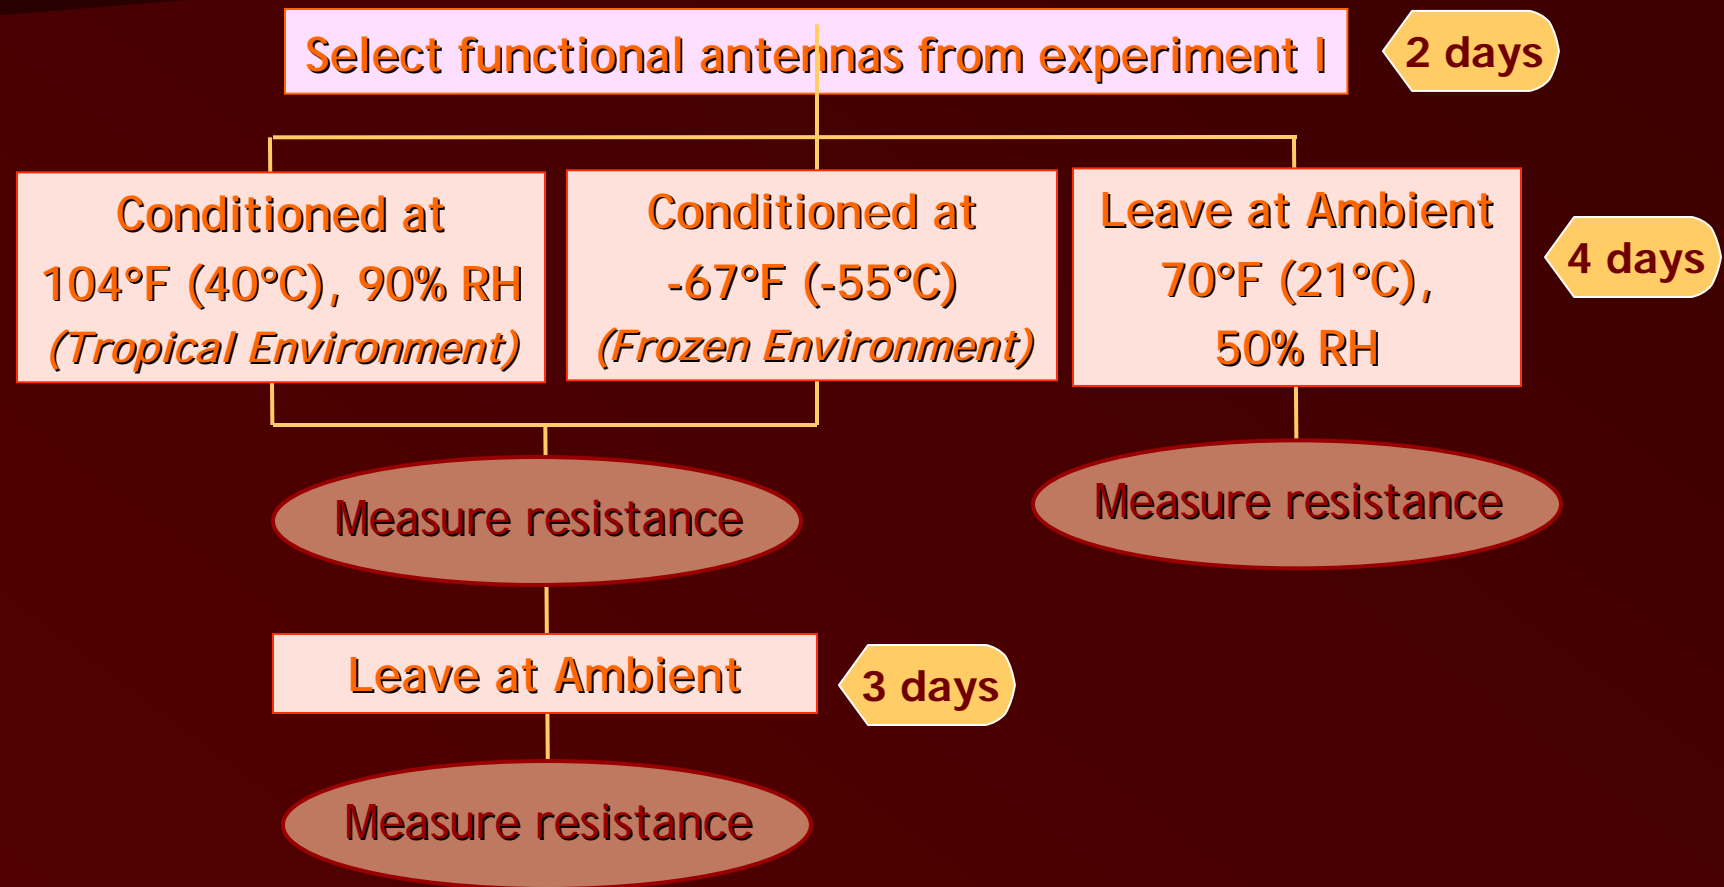 Select functional antennas from experiment I
2 days
Conditioned at
104°F (40°C), 90% RH
(Tropical Environment)
Conditioned at
-67°F (-55°C)
(Frozen Environment)
Leave at Ambient
70°F (21°C),
50% RH
4 days
Measure resistance
Measure resistance
Leave at Ambient
3 days
Measure resistance